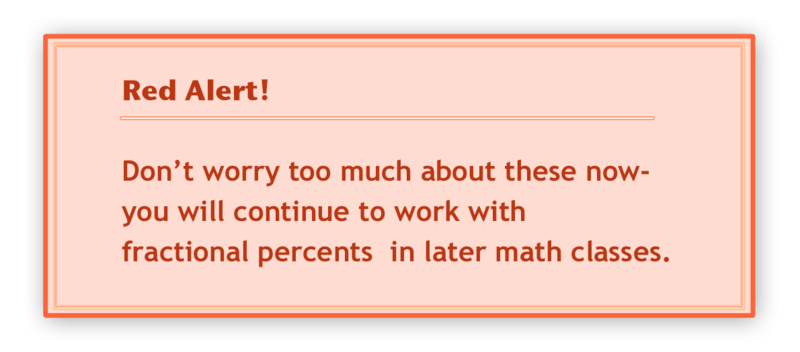 Red Alert!
Don’t worry too much about these now-
you will continue to work with
fractional percents  in later math classes.